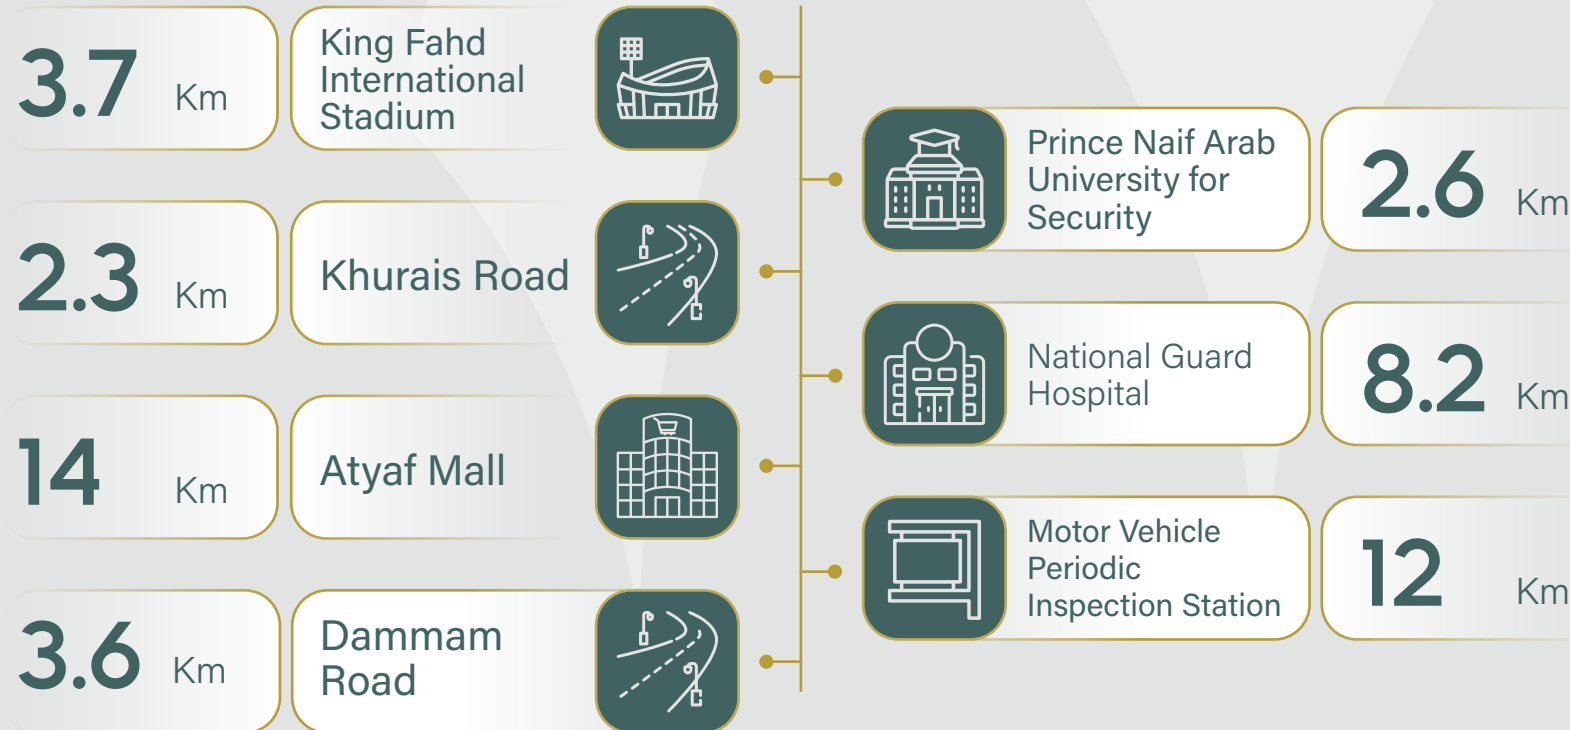 3.7 Km
King Fahd
International
Stadium
2.3 Km
Khurais Road
14 Km
Atyaf Mall
3.6 Km
Dammam
Road
Prince Naif Arab
University for
Security
2.6 Km
National Guard
Hospital
8.2 Km
Motor Vehicle
Periodic
Inspection Station
12 Km